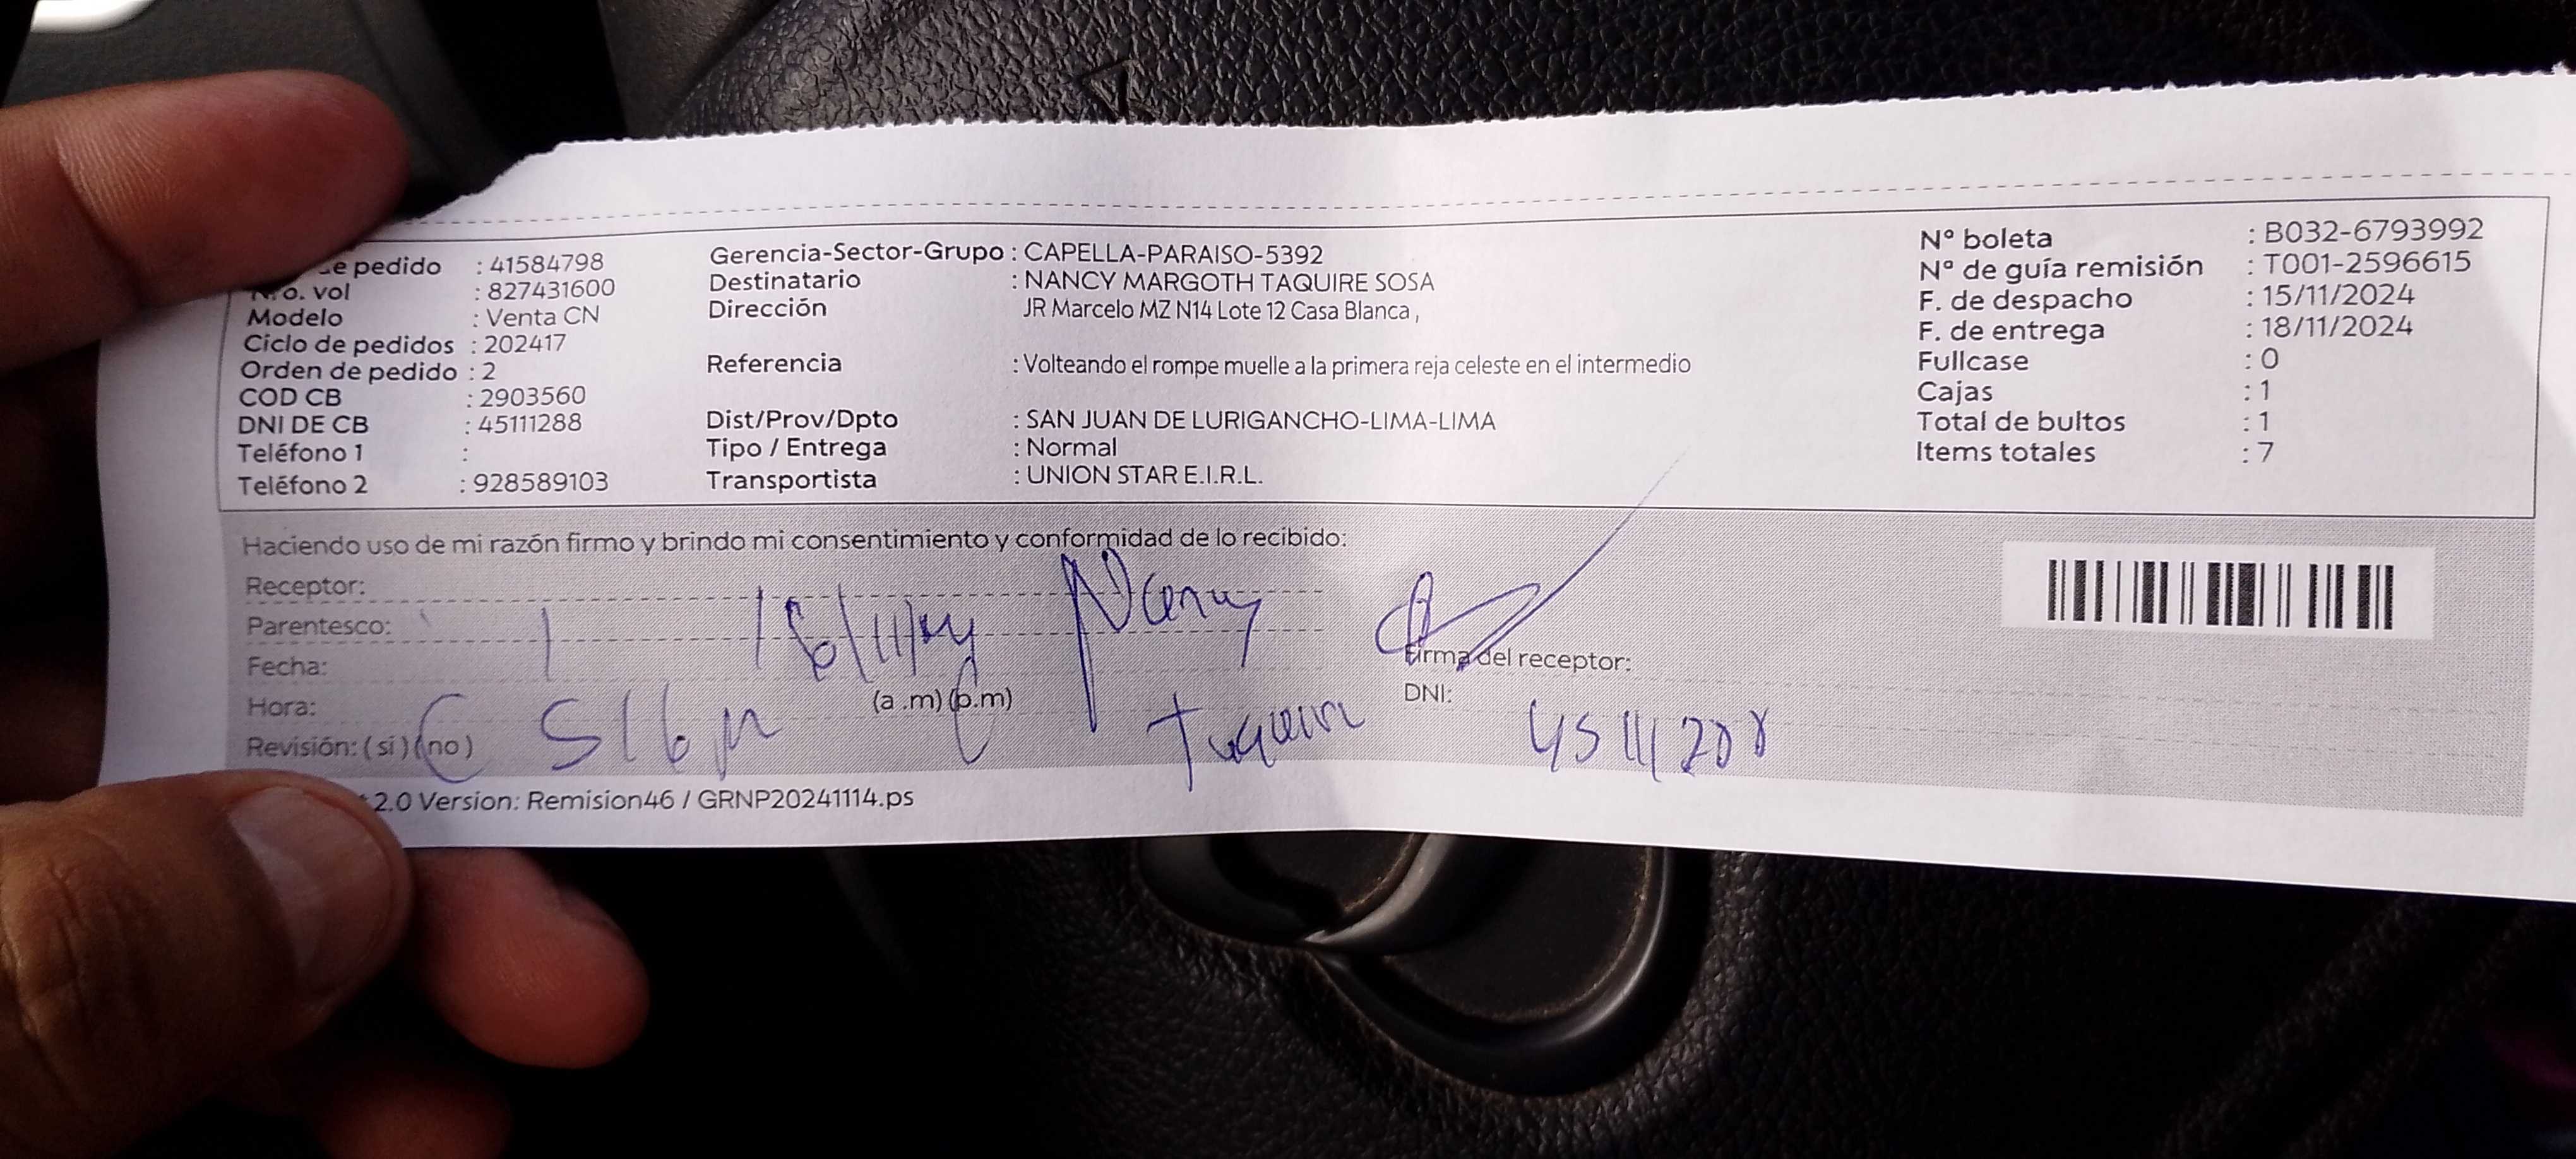 e pedido : 41584798
Nro. vol : 827431600
Modelo : Venta CN
Ciclo de pedidos : 202417
Orden de pedido : 2
COD CB : 2903560
DNI DE CB : 45111288
Teléfono 1 :
Teléfono 2 : 928589103
Gerencia-Sector-Grupo : CAPELLA-PARAISO-5392
Destinatario : NANCY MARGOTH TAQUIRE SOSA
Dirección JR Marcelo MZ N14 Lote 12 Casa Blanca ,
Referencia : Volteando el rompe muelle a la primera reja celeste en el intermedio
Dist/Prov/Dpto : SAN JUAN DE LURIGANCHO-LIMA-LIMA
Tipo / Entrega : Normal
Transportista : UNION STAR E.I.R.L.
N° boleta : B032-6793992
N° de guía remisión : T001-2596615
F. de despacho : 15/11/2024
F. de entrega : 18/11/2024
Fullcase : 0
Cajas : 1
Total de bultos : 1
Items totales : 7
Haciendo uso de mi razón firmo y brindo mi consentimiento y conformidad de lo recibido:
Receptor: Nancy
Parentesco:
Fecha:
Hora: (a .m) (p.m)
Revisión: ( si ) ( no )
Firma del receptor:
DNI: 45111288
2.0 Version: Remision46 / GRNP20241114.ps